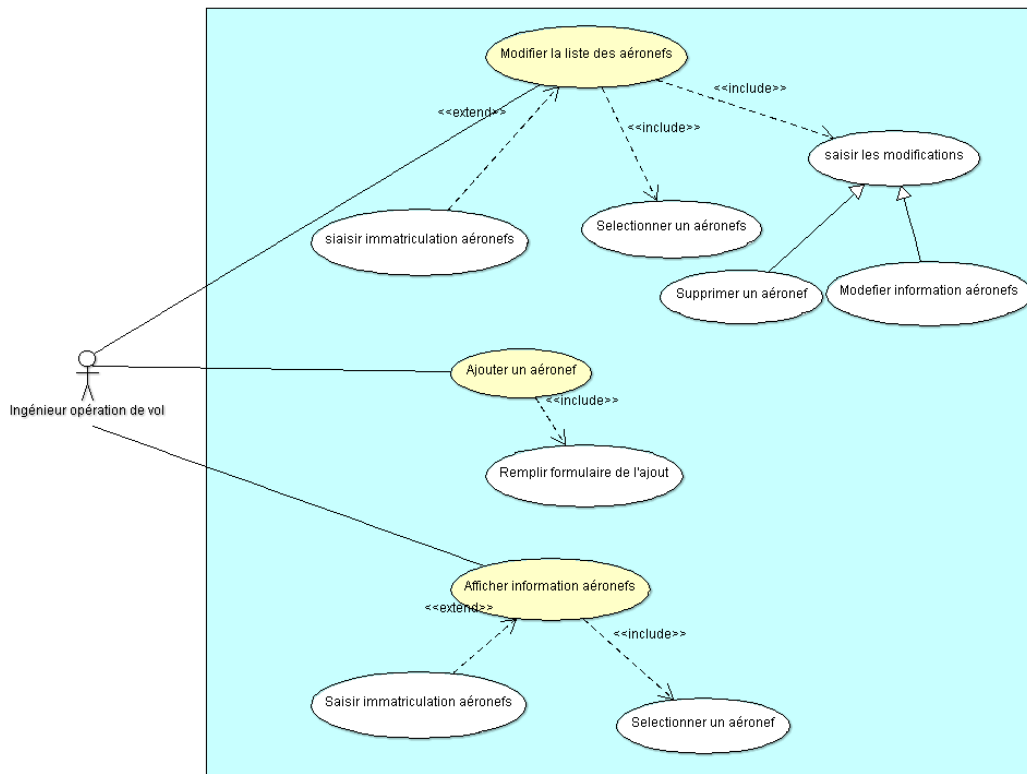 Modifier la liste des aéronefs
<<include>>
<<extend>>
<<include>>
saisir les modifications
siaisir immatriculation aéronefs
Selectionner un aéronefs
Supprimer un aéronef
Modefier information aéronefs
Ajouter un aéronef
<<include>>
Ingénieur opération de vol
Remplir formulaire de l'ajout
Afficher information aéronefs
<<extend>>
<<include>>
Saisir immatriculation aéronefs
Selectionner un aéronef